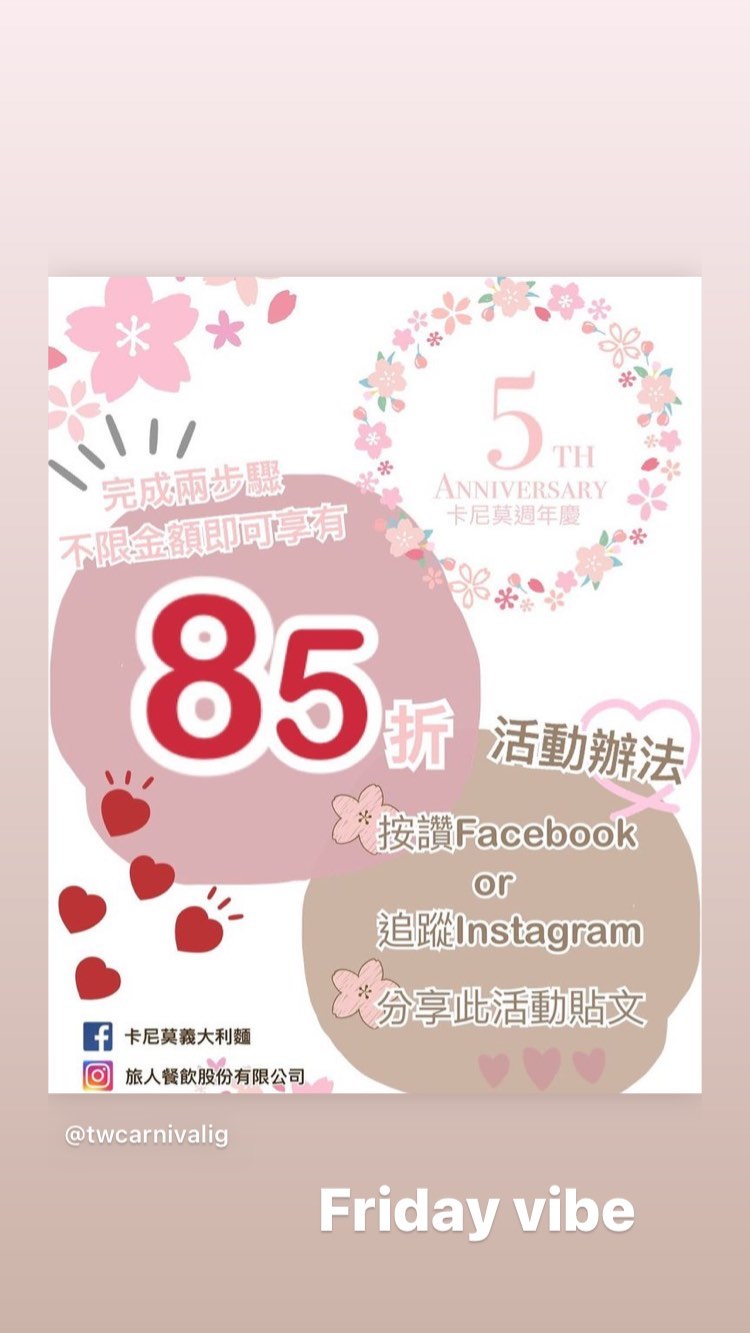 5TH
ANNIVERSARY
卡尼莫週年慶
完成兩步驟
不限金額即可享有
85折
活動辦法
按讚Facebook
or
追蹤Instagram
分享此活動貼文
卡尼莫義大利麵
旅人餐飲股份有限公司
@twcarnivalig
Friday vibe